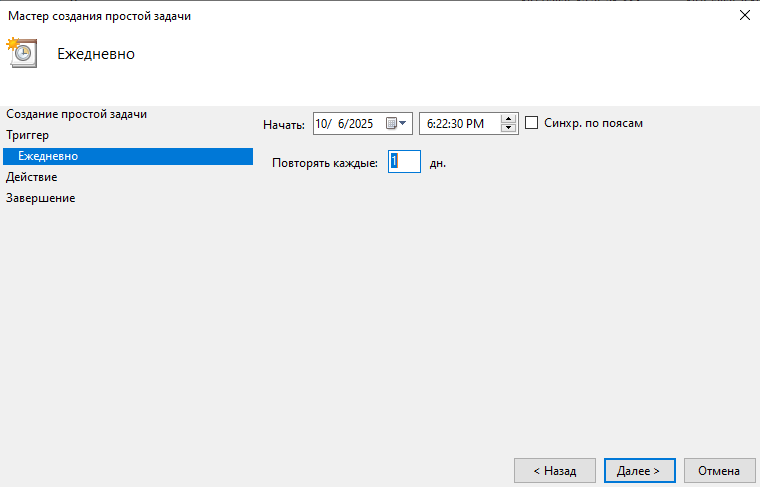 Мастер создания простой задачи
Ежедневно
Создание простой задачи
Триггер
Ежедневно
Действие
Завершение
Начать: 10/ 6/2025 6:22:30 PM Синхр. по поясам
Повторять каждые: 1 дн.
< Назад Далее > Отмена